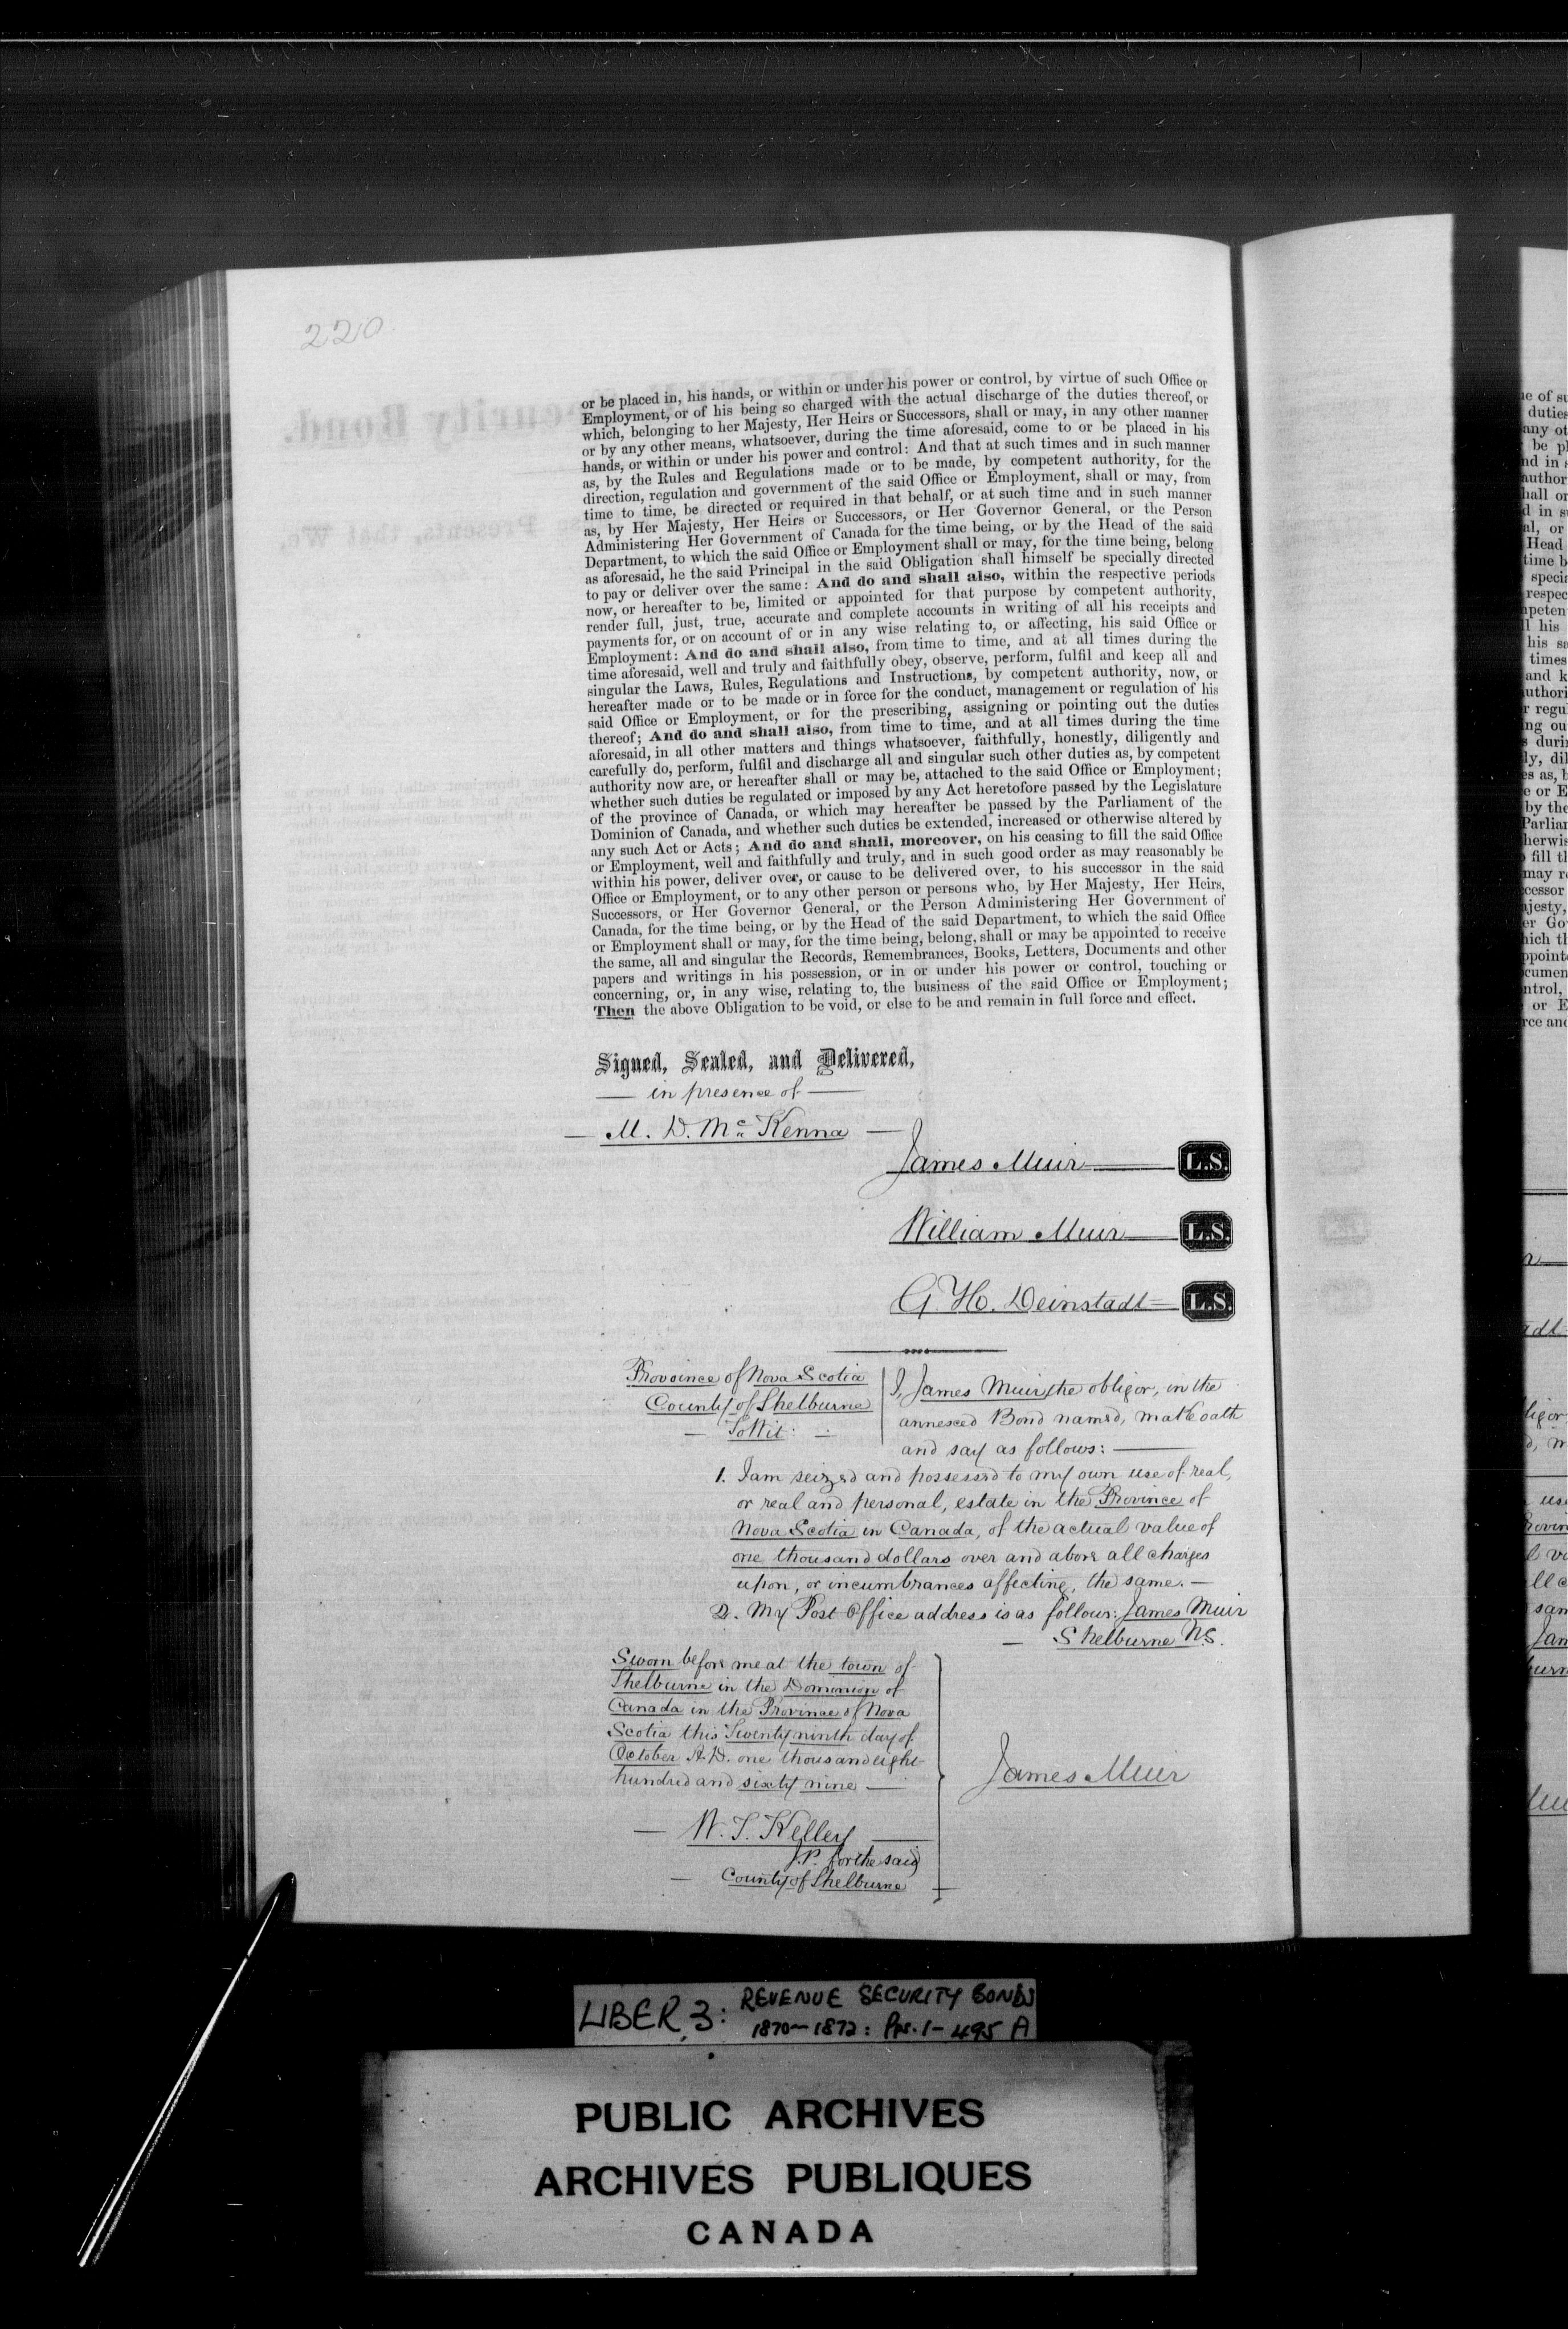 220
or be placed in, his hands, or within or under his power or control, by virtue of such Office or
Employment, or of his being so charged with the actual discharge of the duties thereof, or
which, belonging to her Majesty, Her Heirs or Successors, shall or may, in any other manner
or by any other means, whatsoever, during the time aforesaid, come to or be placed in his
hands, or within or under his power and control: And that at such times and in such manner
as, by the Rules and Regulations made or to be made, by competent authority, for the
direction, regulation and government of the said Office or Employment, shall or may, from
time to time, be directed or required in that behalf, or at such time and in such manner
as, by Her Majesty, Her Heirs or Successors, or Her Governor General, or the Person
Administering Her Government of Canada for the time being, or by the Head of the said
Department, to which the said Office or Employment shall or may, for the time being, belong
as aforesaid, he the said Principal in the said Obligation shall himself be specially directed
to pay or deliver over the same: And do and shall also, within the respective periods
now, or hereafter to be, limited or appointed for that purpose by competent authority,
render full, just, true, accurate and complete accounts in writing of all his receipts and
payments for, or on account of or in any wise relating to, or affecting, his said Office or
Employment: And do and shall also, from time to time, and at all times during the
time aforesaid, well and truly and faithfully obey, observe, perform, fulfil and keep all and
singular the Laws, Rules, Regulations and Instructions, by competent authority, now, or
hereafter made or to be made or in force for the conduct, management or regulation of his
said Office or Employment, or for the prescribing, assigning or pointing out the duties
thereof; And do and shall also, from time to time, and at all times during the time
aforesaid, in all other matters and things whatsoever, faithfully, honestly, diligently and
carefully do, perform, fulfil and discharge all and singular such other duties as, by competent
authority now are, or hereafter shall or may be, attached to the said Office or Employment;
whether such duties be regulated or imposed by any Act heretofore passed by the Legislature
of the province of Canada, or which may hereafter be passed by the Parliament of the
Dominion of Canada, and whether such duties be extended, increased or otherwise altered by
any such Act or Acts; And do and shall, moreover, on his ceasing to fill the said Office
or Employment, well and faithfully and truly, and in such good order as may reasonably be
within his power, deliver over, or cause to be delivered over, to his successor in the said
Office or Employment, or to any other person or persons who, by Her Majesty, Her Heirs,
Successors, or Her Governor General, or the Person Administering Her Government of
Canada, for the time being, or by the Head of the said Department, to which the said Office
or Employment shall or may, for the time being, belong, shall or may be appointed to receive
the same, all and singular the Records, Remembrances, Books, Letters, Documents and other
papers and writings in his possession, or in or under his power or control, touching or
concerning, or, in any wise, relating to, the business of the said Office or Employment;
Then the above Obligation to be void, or else to be and remain in full force and effect.
Signed, Sealed, and Delivered,
— in presence of —
— M. D. Mc Kenna —
James Muir L.S.
William Muir L.S.
G. H. Deinstadt L.S.
Province of Nova Scotia
County of Shelburne
— To Wit: —
I, James Muir, the obligor, in the
annexed Bond named, make oath
and say as follows: —
1. I am seized and possessed to my own use of real,
or real and personal, estate in the Province of
Nova Scotia in Canada, of the actual value of
one thousand dollars over and above all charges
upon, or incumbrances affecting, the same. —
2. My Post Office address is as follows: James Muir
— Shelburne N.S.
Sworn before me at the town of
Shelburne in the Dominion of
Canada in the Province of Nova
Scotia this Twenty ninth day of
October A.D. one thousand eight
hundred and sixty nine —
James Muir
— W. T. Kelley —
J.P. for the said
— County of Shelburne
LIBER 3: REVENUE SECURITY BONDS
1870-1872: Pps. 1-495 A
PUBLIC ARCHIVES
ARCHIVES PUBLIQUES
CANADA